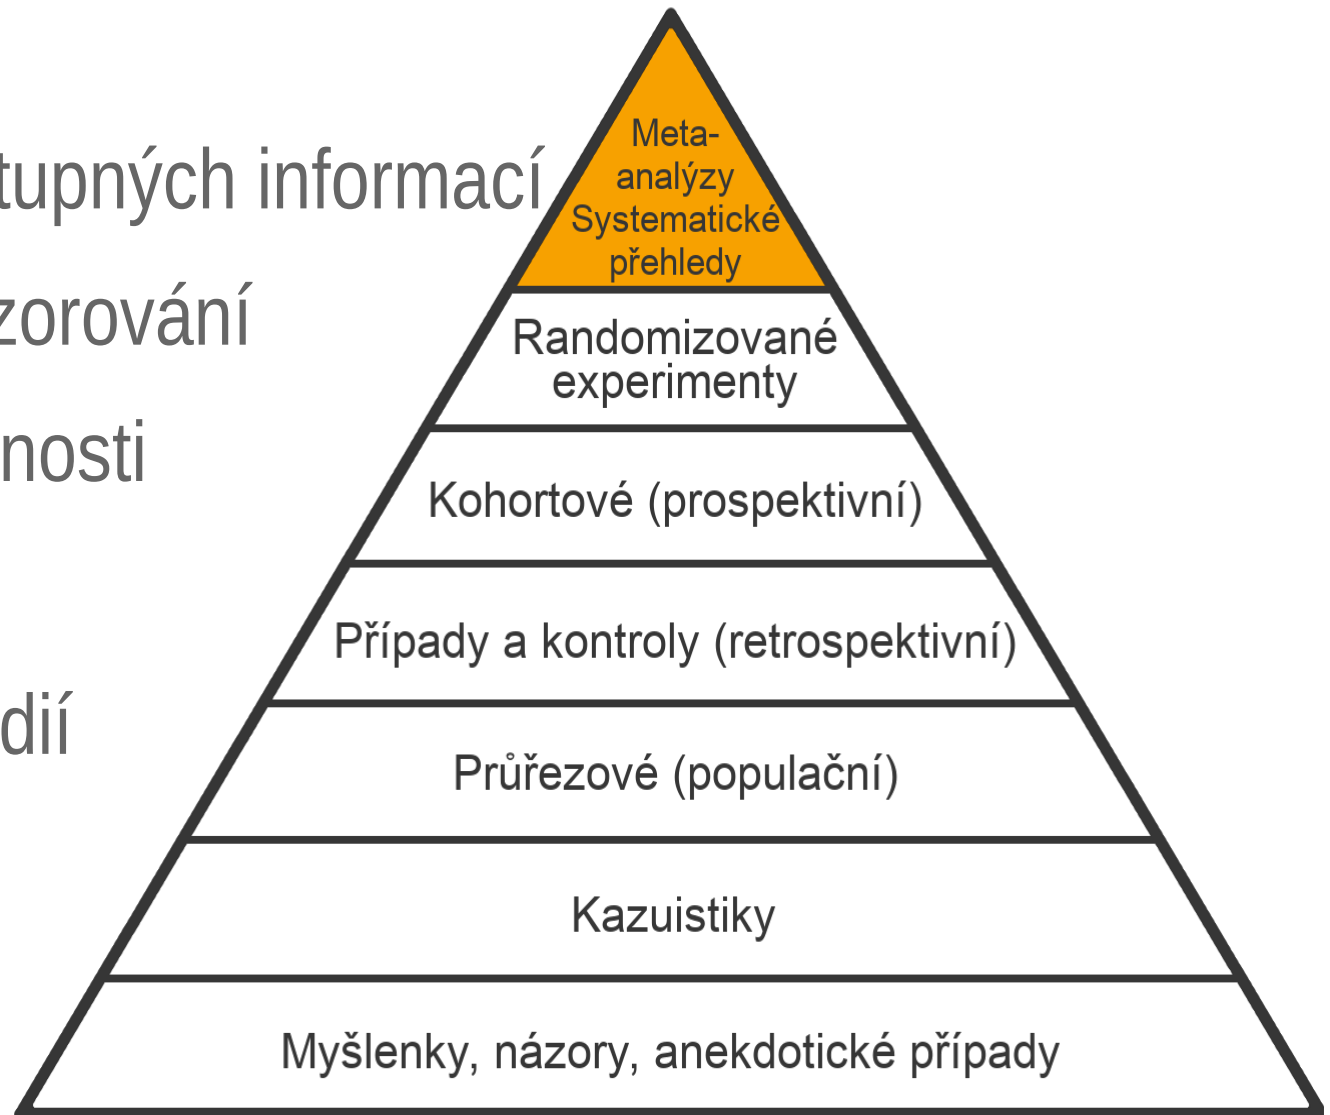 tupných informací
zorování
nosti
dií
Meta-
analýzy
Systematické
přehledy
Randomizované
experimenty
Kohortové (prospektivní)
Případy a kontroly (retrospektivní)
Průřezové (populační)
Kazuistiky
Myšlenky, názory, anekdotické případy